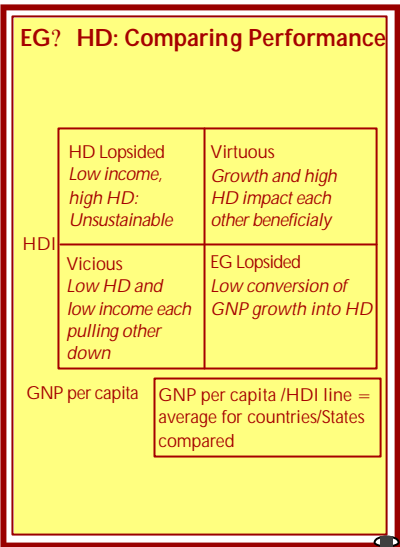 EG? HD: Comparing Performance
HD Lopsided
Low income,
high HD:
Unsustainable
Virtuous
Growth and high
HD impact each
other beneficialy
HDI
Vicious
Low HD and
low income each
pulling other
down
EG Lopsided
Low conversion of
GNP growth into HD
GNP per capita
GNP per capita /HDI line =
average for countries/States
compared